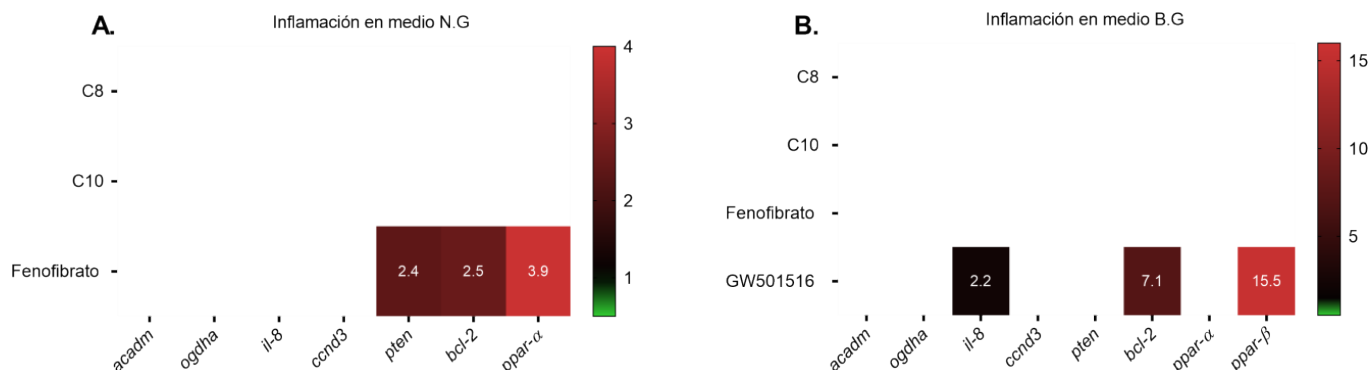 A. Inflamación en medio N.G
C8
C10
Fenofibrato
2.4 2.5 3.9
4
3
2
1
acadm ogdha il-8 ccnd3 pten bcl-2 ppar-α
B. Inflamación en medio B.G
C8
C10
Fenofibrato
GW501516
2.2 7.1 15.5
15
10
5
acadm ogdha il-8 ccnd3 pten bcl-2 ppar-α ppar-β